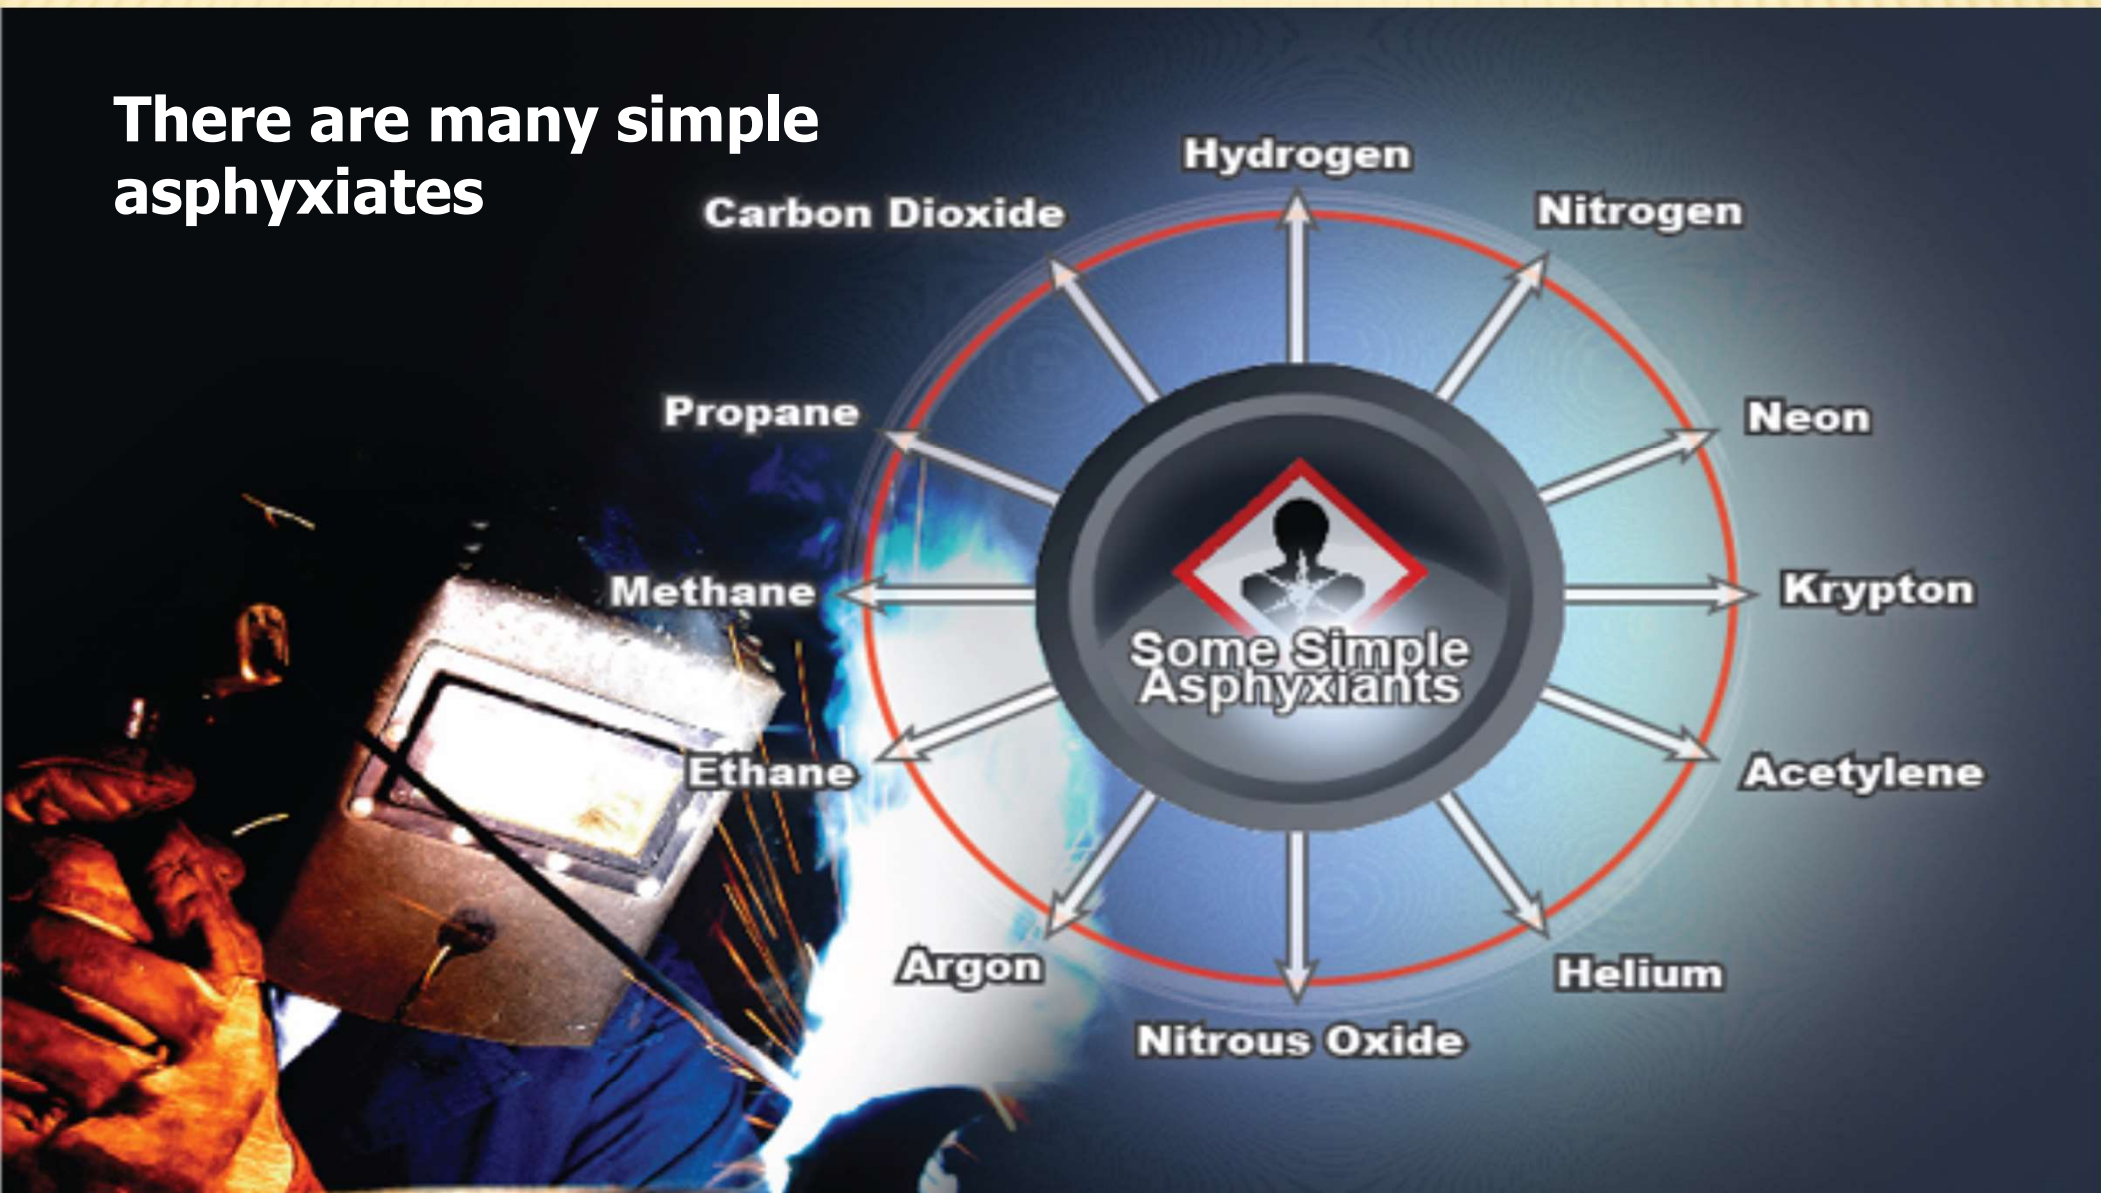 There are many simple
asphyxiates
Hydrogen
Carbon Dioxide
Nitrogen
Propane
Neon
Methane
Krypton
Some Simple
Asphyxiants
Ethane
Acetylene
Argon
Helium
Nitrous Oxide